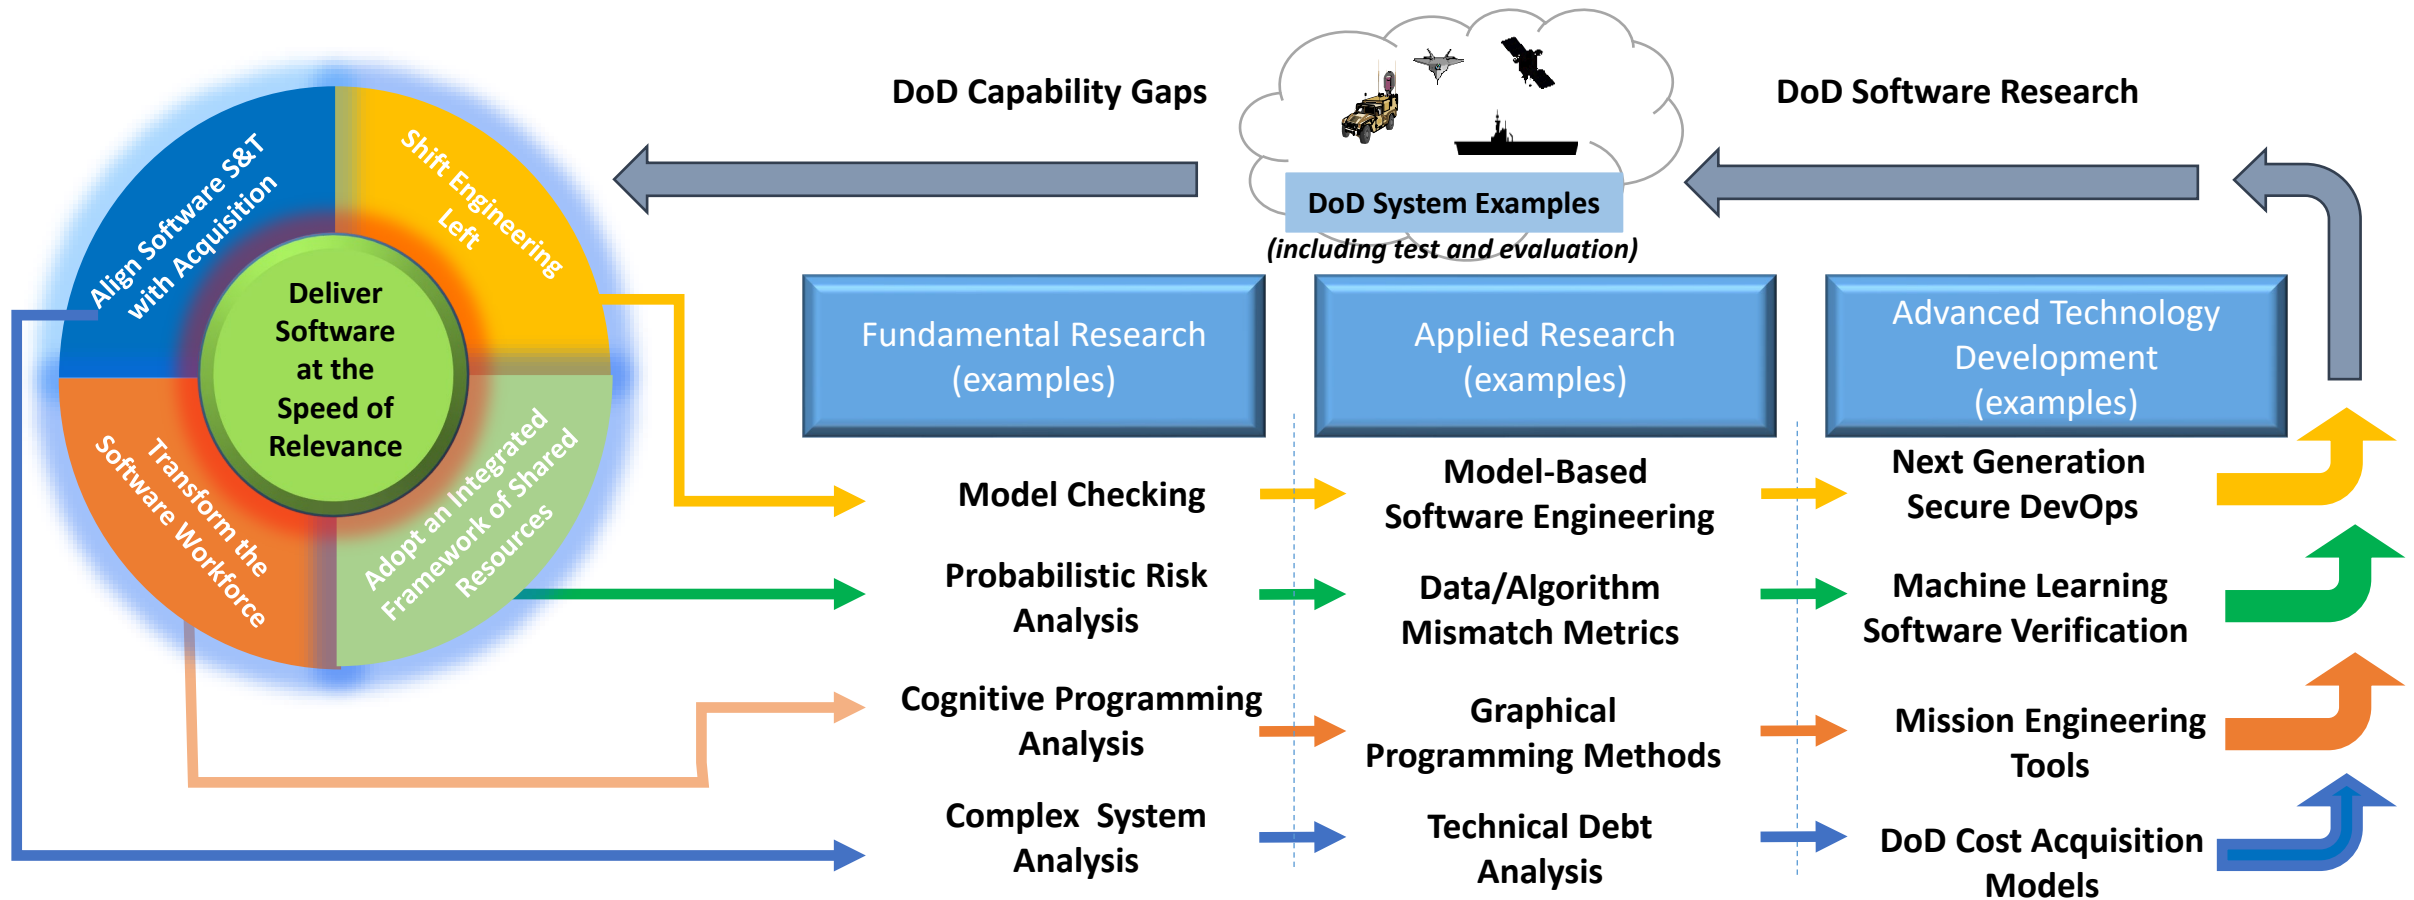 DoD Capability Gaps
DoD Software Research
DoD System Examples
(including test and evaluation)
Align Software S&T
with Acquisition
Shift Engineering
Left
Deliver
Software
at the
Speed of
Relevance
Transform the
Software Workforce
Adopt an Integrated
Framework of Shared
Resources
Fundamental Research
(examples)
Applied Research
(examples)
Advanced Technology
Development
(examples)
Model Checking
Model-Based
Software Engineering
Next Generation
Secure DevOps
Probabilistic Risk
Analysis
Data/Algorithm
Mismatch Metrics
Machine Learning
Software Verification
Cognitive Programming
Analysis
Graphical
Programming Methods
Mission Engineering
Tools
Complex  System
Analysis
Technical Debt
Analysis
DoD Cost Acquisition
Models